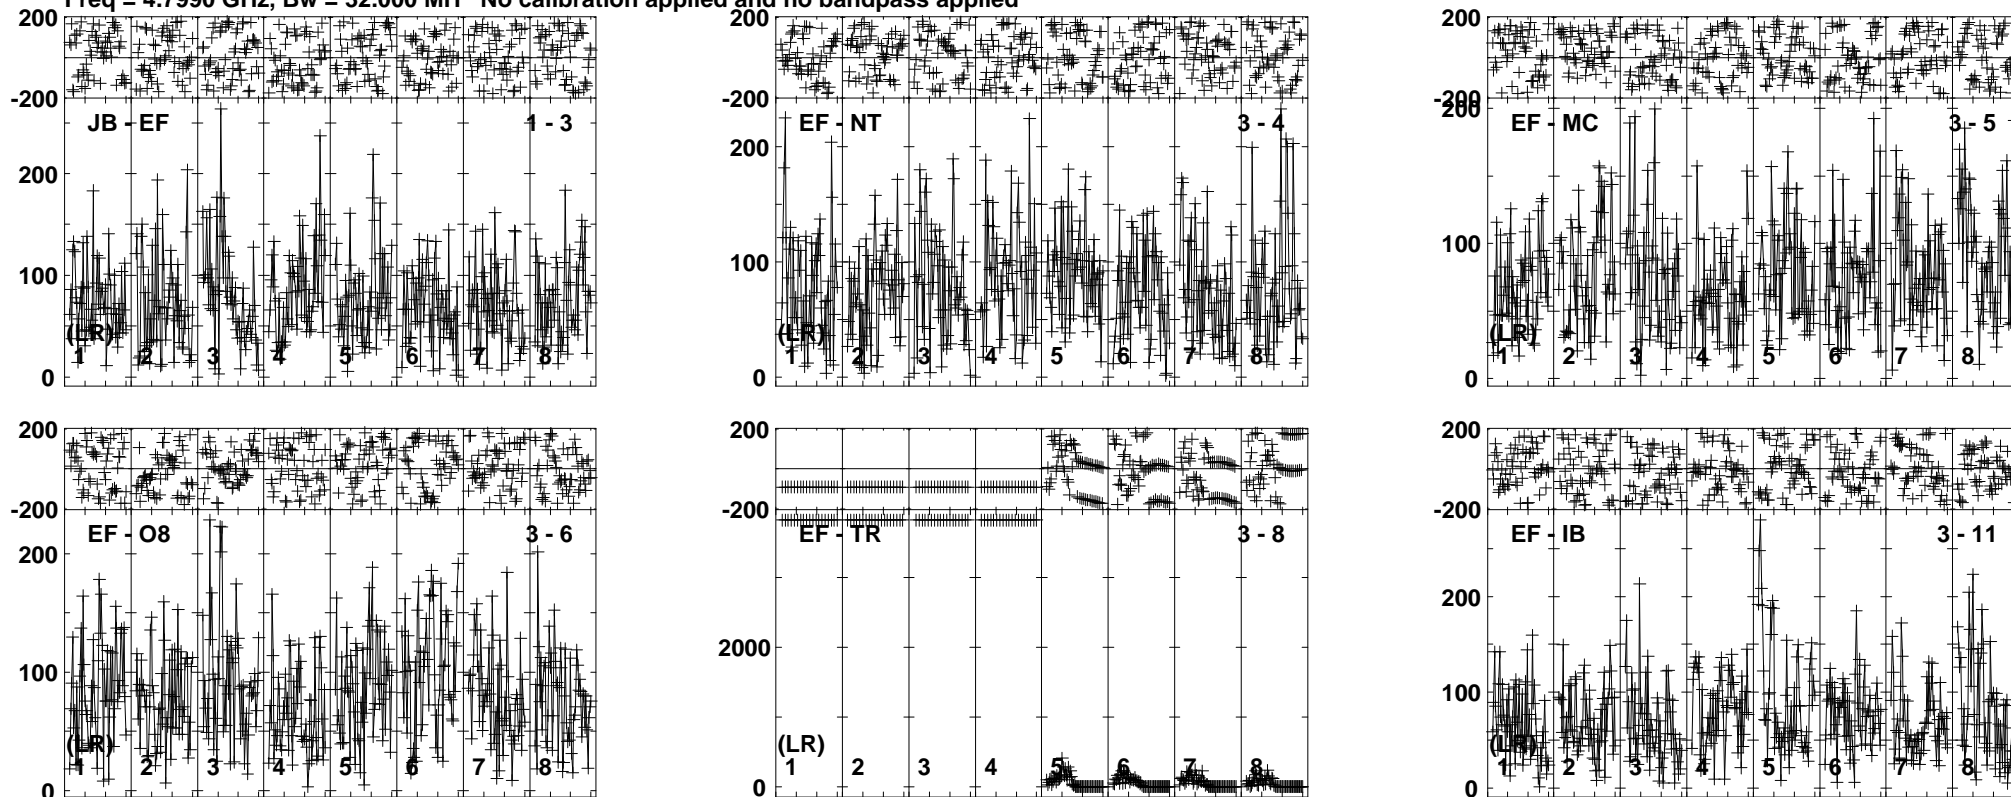 Freq = 4.7990 GHz, Bw = 32.000 MH No calibration applied and no bandpass applied
200 200 200
-200 -200 -200
200
JB - EF 1 - 3 EF - NT 3 - 4 EF - MC 3 - 5
200 200
100 100 100
(LR) (LR) (LR)
1 2 3 4 5 6 7 8 1 2 3 4 5 6 7 8 1 2 3 4 5 6 7 8
0 0 0
200 200 200
-200 -200 -200
EF - O8 3 - 6 EF - TR 3 - 8 EF - IB 3 - 11
200 2000 200
100 100
(LR) (LR) (LR)
1 2 3 4 5 6 7 8 1 2 3 4 5 6 7 8 1 2 3 4 5 6 7 8
0 0 0